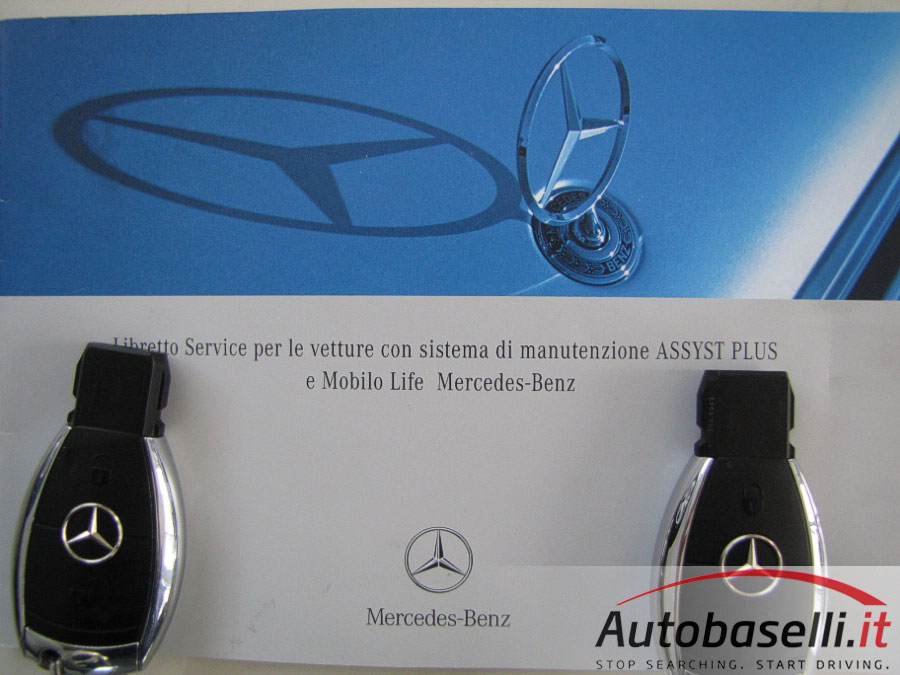 BENZ
Libretto Service per le vetture con sistema di manutenzione ASSYST PLUS
e Mobilo Life Mercedes-Benz
Mercedes-Benz
Autobaselli.it
STOP SEARCHING. START DRIVING.